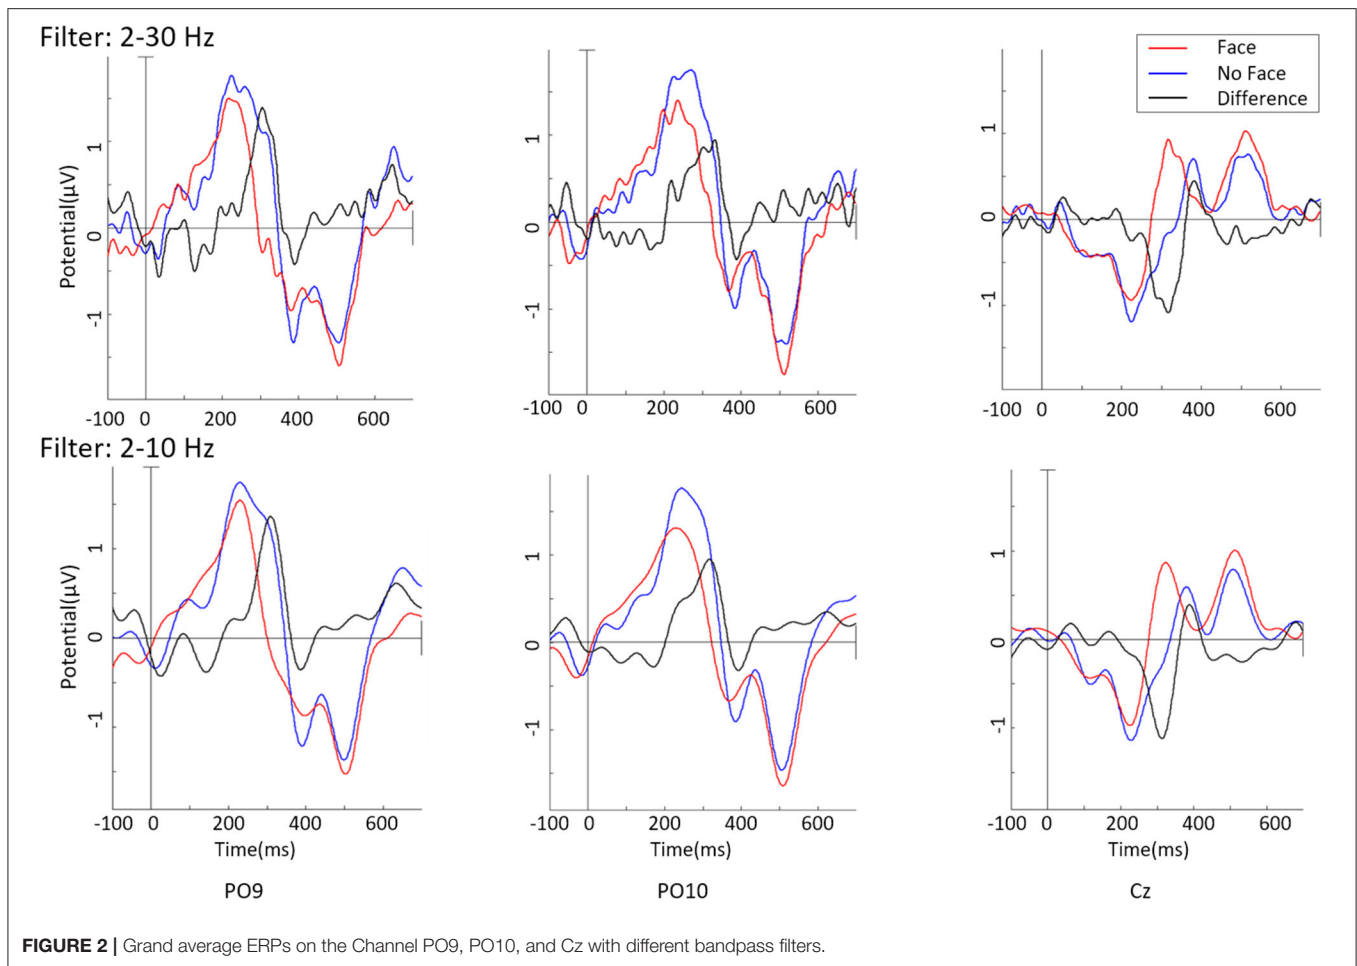 Filter: 2-30 Hz
Face
No Face
Difference
Potential(µV)
1
0
-1
-100 0 200 400 600
1
0
-1
-100 0 200 400 600
1
0
-1
-100 0 200 400 600
Filter: 2-10 Hz
Potential(µV)
1
0
-1
-100 0 200 400 600
Time(ms)
PO9
1
0
-1
-100 0 200 400 600
Time(ms)
PO10
1
0
-1
-100 0 200 400 600
Time(ms)
Cz
FIGURE 2 | Grand average ERPs on the Channel PO9, PO10, and Cz with different bandpass filters.